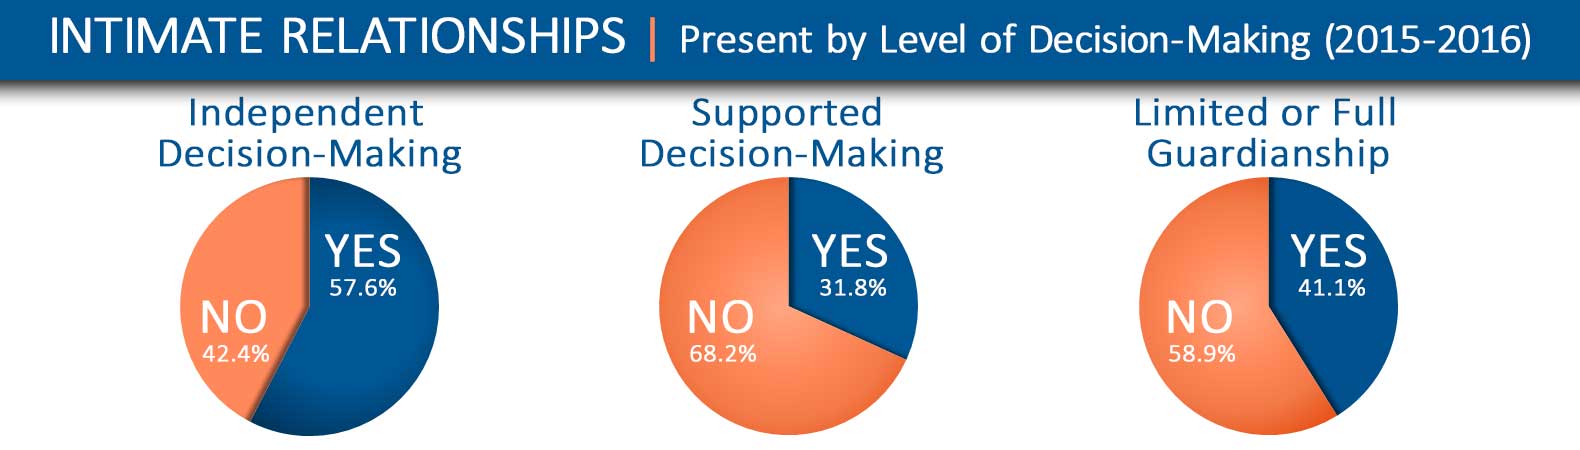 INTIMATE RELATIONSHIPS | Present by Level of Decision-Making (2015-2016)
Independent
Decision-Making
YES
57.6%
NO
42.4%
Supported
Decision-Making
YES
31.8%
NO
68.2%
Limited or Full
Guardianship
YES
41.1%
NO
58.9%